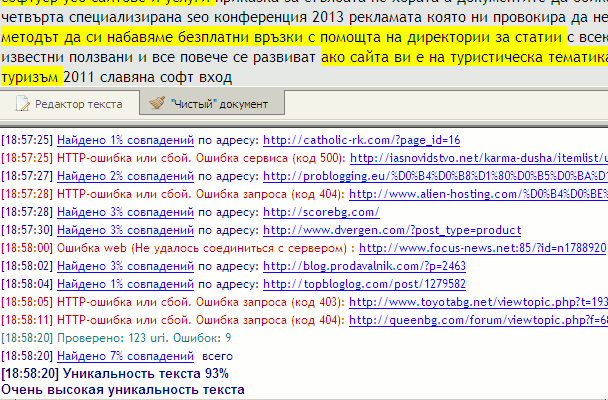 четвърта специализирана seo конференция 2013 рекламата която ни провокира да не
методът да си набавяме безплатни връзки с помощта на директории за статии с всек
известни ползвани и все повече се развиват ако сайта ви е на туристическа тематика
туризъм 2011 славяна софт вход
Редактор текста "Чистый" документ
[18:57:25] Найдено 1% совпадений по адресу: http://catholic-rk.com/?page_id=16
[18:57:25] HTTP-ошибка или сбой. Ошибка сервиса (код 500): http://iasnovidstvo.net/karma-dusha/itemlist/u
[18:57:27] Найдено 2% совпадений по адресу: http://problogging.eu/%D0%B4%D0%B8%D1%80%D0%B5%D0%BA%D1
[18:57:28] HTTP-ошибка или сбой. Ошибка запроса (код 404): http://www.alien-hosting.com/%D0%B4%D0%BE%
[18:57:28] Найдено 3% совпадений по адресу: http://scorebg.com/
[18:57:30] Найдено 3% совпадений по адресу: http://www.dvergen.com/?post_type=product
[18:58:00] Ошибка web (Не удалось соединиться с сервером) : http://www.focus-news.net:85/?id=n1788920
[18:58:02] Найдено 3% совпадений по адресу: http://blog.prodavalnik.com/?p=2463
[18:58:04] Найдено 1% совпадений по адресу: http://topbloglog.com/post/1279582
[18:58:05] HTTP-ошибка или сбой. Ошибка запроса (код 403): http://www.toyotabg.net/viewtopic.php?t=193
[18:58:11] HTTP-ошибка или сбой. Ошибка запроса (код 404): http://queenbg.com/forum/viewtopic.php?f=68
[18:58:20] Проверено: 123 uri. Ошибок: 9
[18:58:20] Найдено 7% совпадений всего
[18:58:20] Уникальность текста 93%
Очень высокая уникальность текста